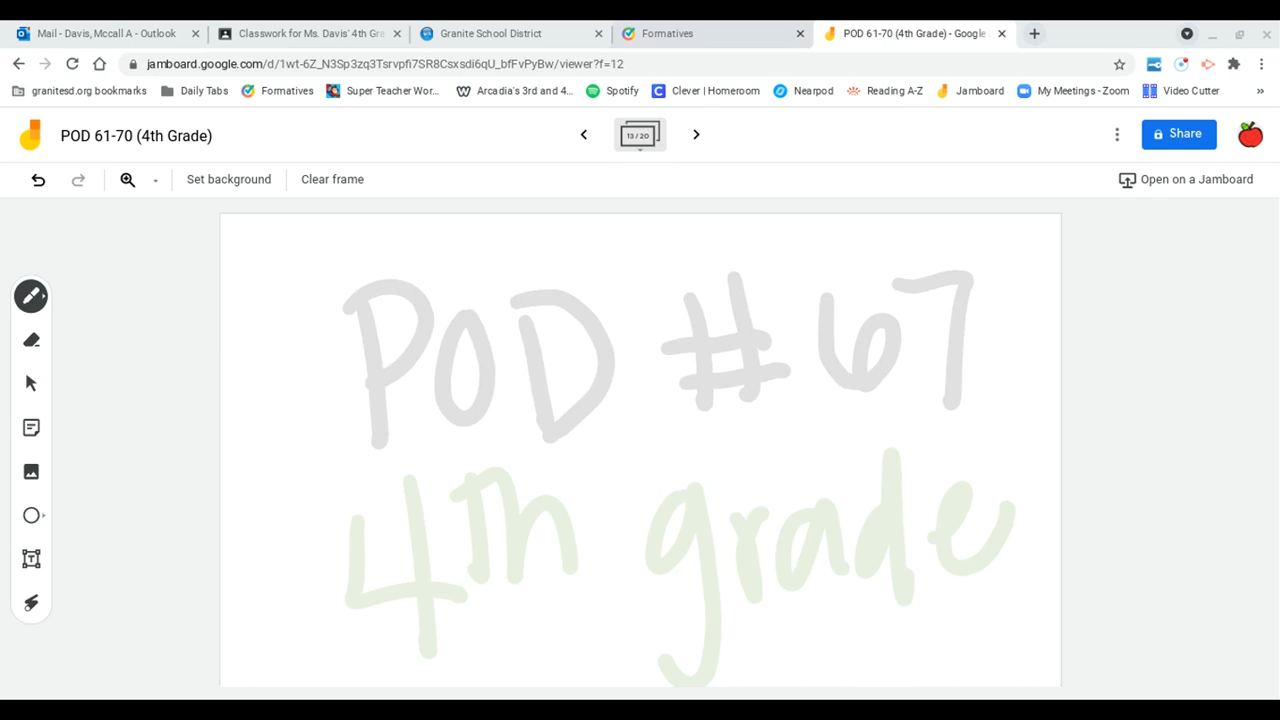 Mail - Davis, Mccall A - Outlook
Classwork for Ms. Davis' 4th Gra
Granite School District
Formatives
POD 61-70 (4th Grade) - Google
jamboard.google.com/d/1wt-6Z_N3Sp3zq3Tsrvpfi7SR8Csxsdi6qU_bfFvPyBw/viewer?f=12
granitesd.org bookmarks
Daily Tabs
Formatives
Super Teacher Wor...
Arcadia's 3rd and 4...
Spotify
Clever | Homeroom
Nearpod
Reading A-Z
Jamboard
My Meetings - Zoom
Video Cutter
»
POD 61-70 (4th Grade)
13 / 20
Share
Set background
Clear frame
Open on a Jamboard
POD #67
4th grade